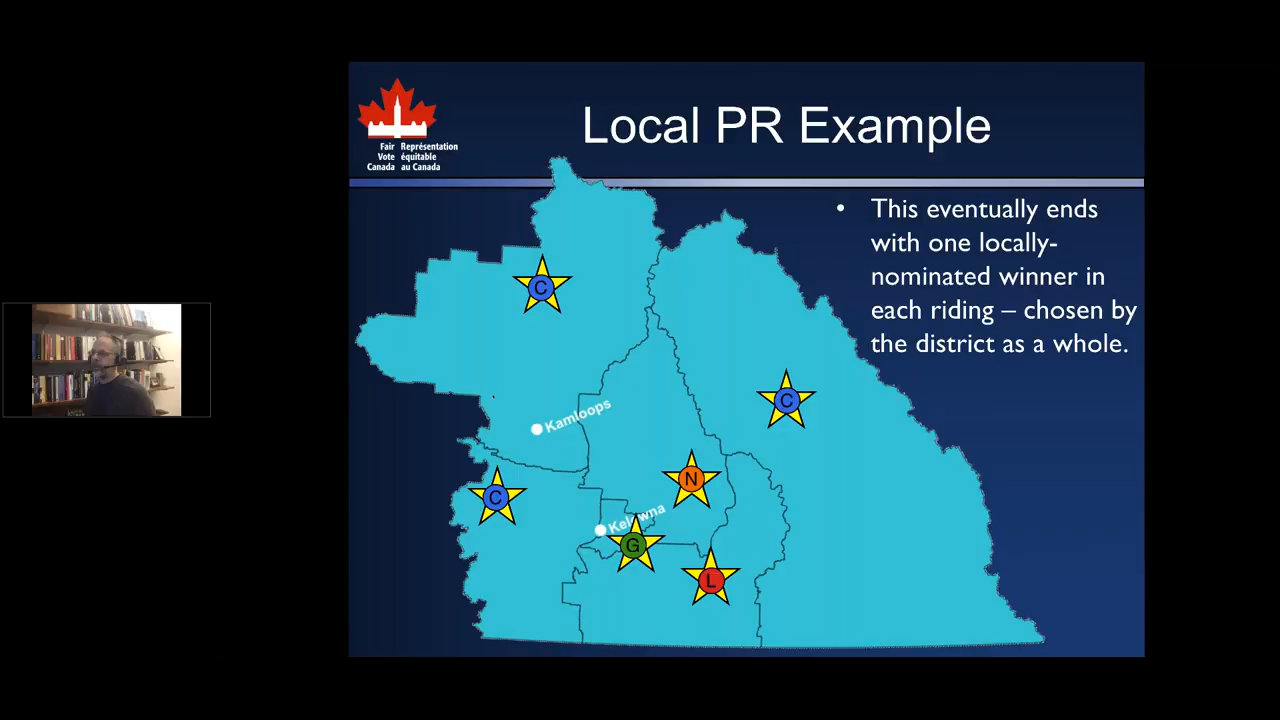 Fair Représentation
Vote équitable
Canada au Canada
Local PR Example
• This eventually ends
with one locally-
nominated winner in
each riding – chosen by
the district as a whole.
C
C
Kamloops
N
C
Kelowna
G
L